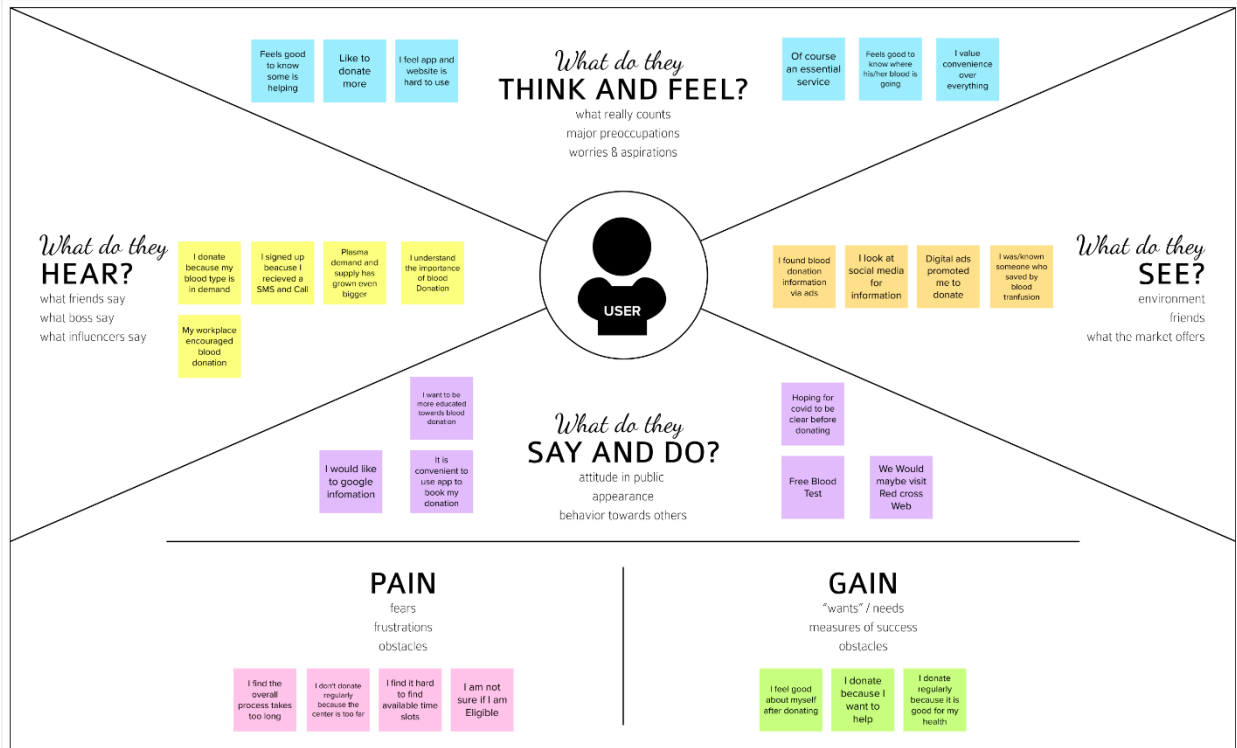 Feels good
to know
some is
helping
Like to
donate
more
I feel app and
website is
hard to use
What do they
THINK AND FEEL?
what really counts
major preoccupations
worries & aspirations
Of course
an essential
service
Feels good to
know where
his/her blood is
going
I value
convenience
over
everything
What do they
HEAR?
what friends say
what boss say
what influencers say
I donate
because my
blood type is
in demand
I signed up
beacuse I
recieved a
SMS and Call
Plasma
demand and
supply has
grown even
bigger
I understand
the importance
of blood
Donation
My workplace
encouraged
blood
donation
USER
I found blood
donation
information
via ads
I look at
social media
for
information
Digital ads
promoted
me to
donate
I was/known
someone who
saved by
blood
tranfusion
What do they
SEE?
environment
friends
what the market offers
I want to be
more educated
towards blood
donation
I would like
to google
infomation
It is
convenient to
use app to
book my
donation
What do they
SAY AND DO?
attitude in public
appearance
behavior towards others
Hoping for
covid to be
clear before
donating
Free Blood
Test
We Would
maybe visit
Red cross
Web
PAIN
fears
frustrations
obstacles
I find the
overall
process takes
too long
I don't donate
regularly
because the
center is too far
I find it hard
to find
available time
slots
I am not
sure if I am
Eligible
GAIN
"wants" / needs
measures of success
obstacles
I feel good
about myself
after donating
I donate
because I
want to
help
I donate
regularly
because it is
good for my
health